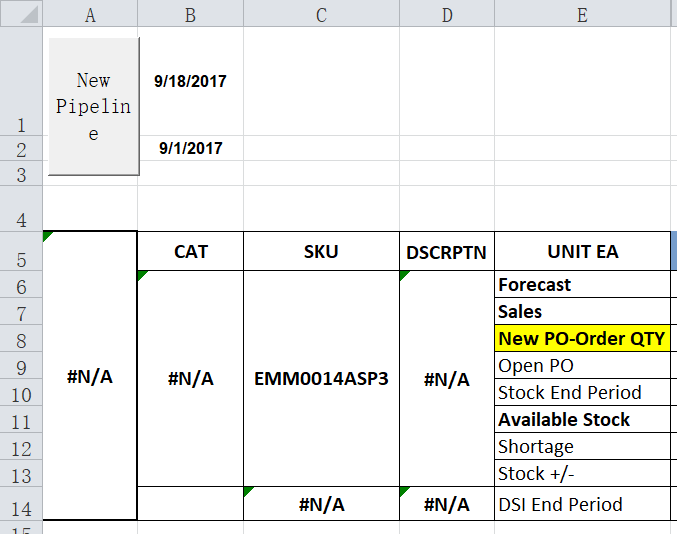 A B C D E
1
New
Pipelin
e
9/18/2017
2
9/1/2017
3
4
5
CAT SKU DSCRPTN UNIT EA
6
Forecast
7
Sales
8
New PO-Order QTY
9
#N/A #N/A EMM0014ASP3 #N/A
Open PO
10
Stock End Period
11
Available Stock
12
Shortage
13
Stock +/-
14
#N/A #N/A DSI End Period
15